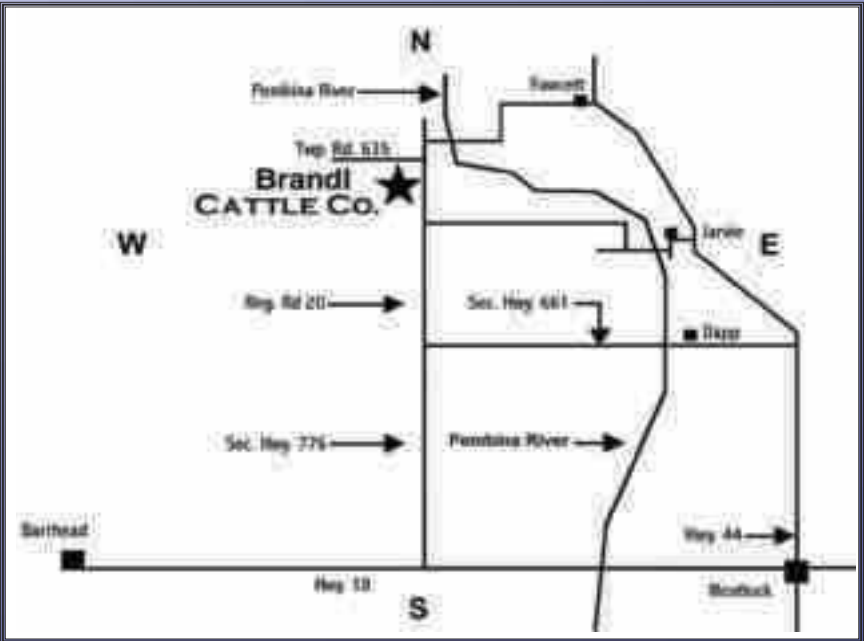 N
Pembina River
Fawcett
Twp. Rd. 635
Brandl
CATTLE CO.
W
Jarvie
E
Rng. Rd 20
Sec. Hwy. 661
Dapp
Sec. Hwy. 776
Pembina River
Barrhead
Hwy. 44
Hwy 18
Westlock
S